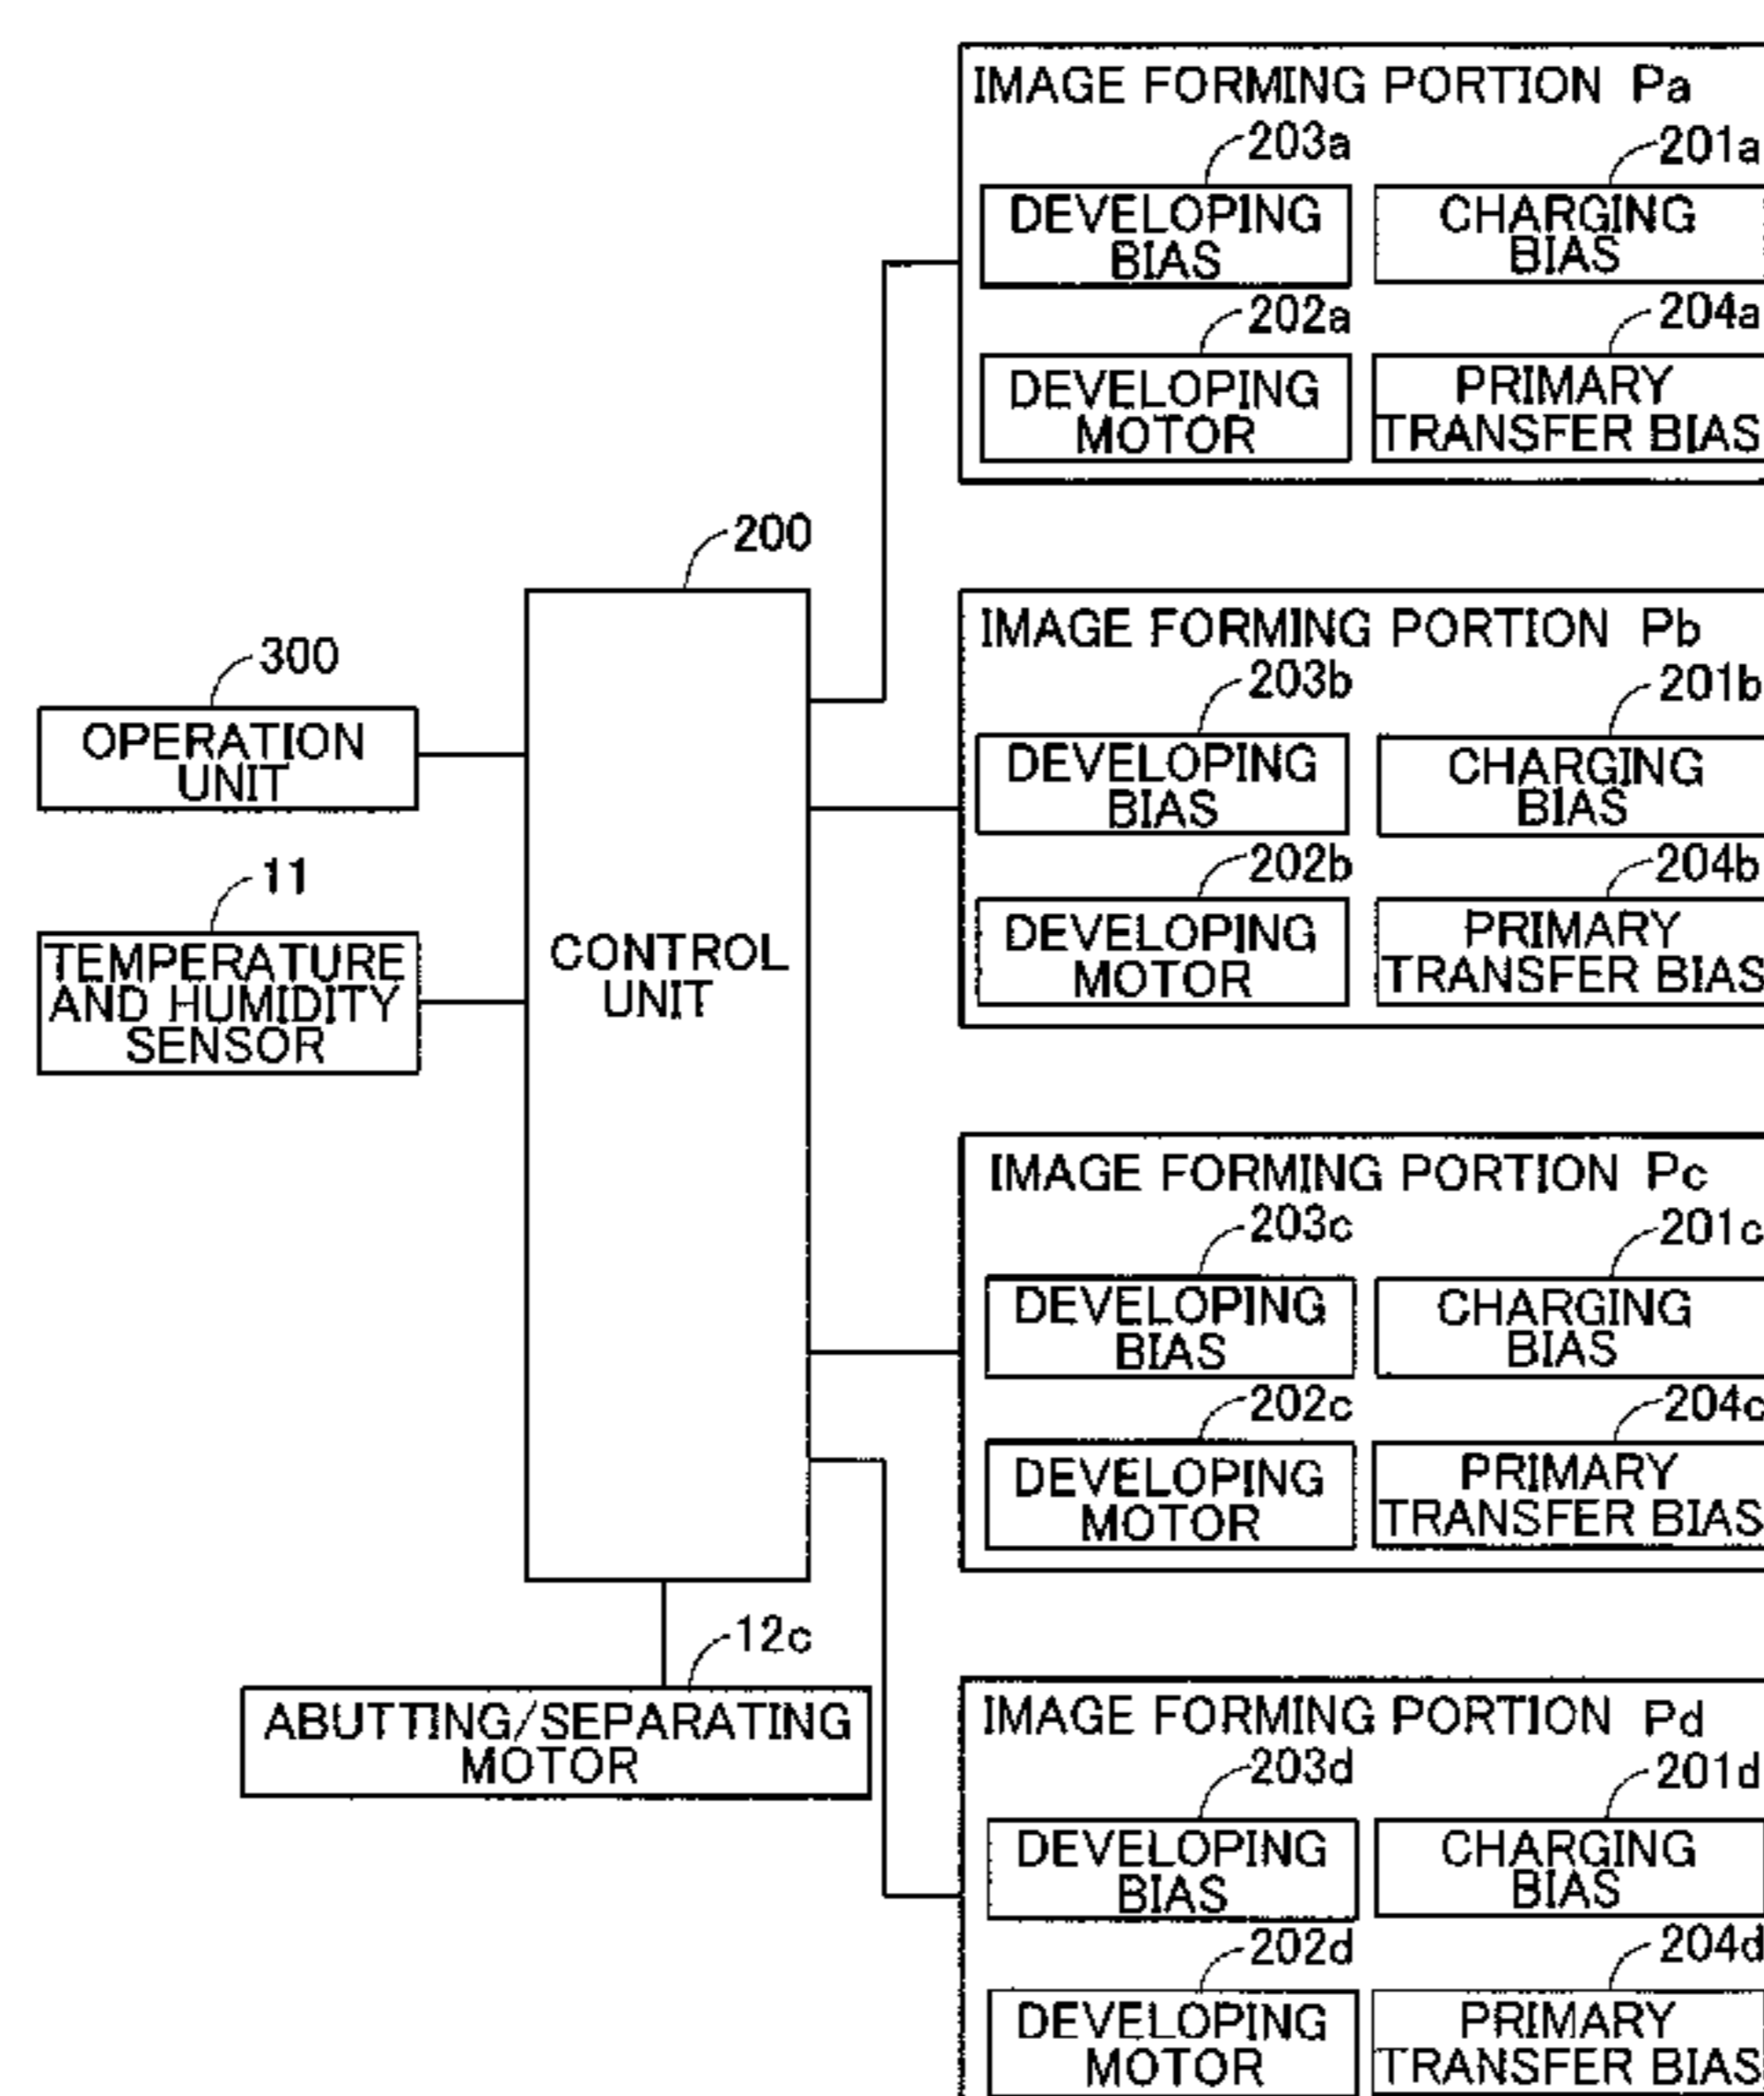 IMAGE FORMING PORTION Pa
203a
201a
DEVELOPING
BIAS
CHARGING
BIAS
202a
204a
DEVELOPING
MOTOR
PRIMARY
TRANSFER BIAS
200
CONTROL
UNIT
300
OPERATION
UNIT
11
TEMPERATURE
AND HUMIDITY
SENSOR
12c
ABUTTING/SEPARATING
MOTOR
IMAGE FORMING PORTION Pb
203b
201b
DEVELOPING
BIAS
CHARGING
BIAS
202b
204b
DEVELOPING
MOTOR
PRIMARY
TRANSFER BIAS
IMAGE FORMING PORTION Pc
203c
201c
DEVELOPING
BIAS
CHARGING
BIAS
202c
204c
DEVELOPING
MOTOR
PRIMARY
TRANSFER BIAS
IMAGE FORMING PORTION Pd
203d
201d
DEVELOPING
BIAS
CHARGING
BIAS
202d
204d
DEVELOPING
MOTOR
PRIMARY
TRANSFER BIAS